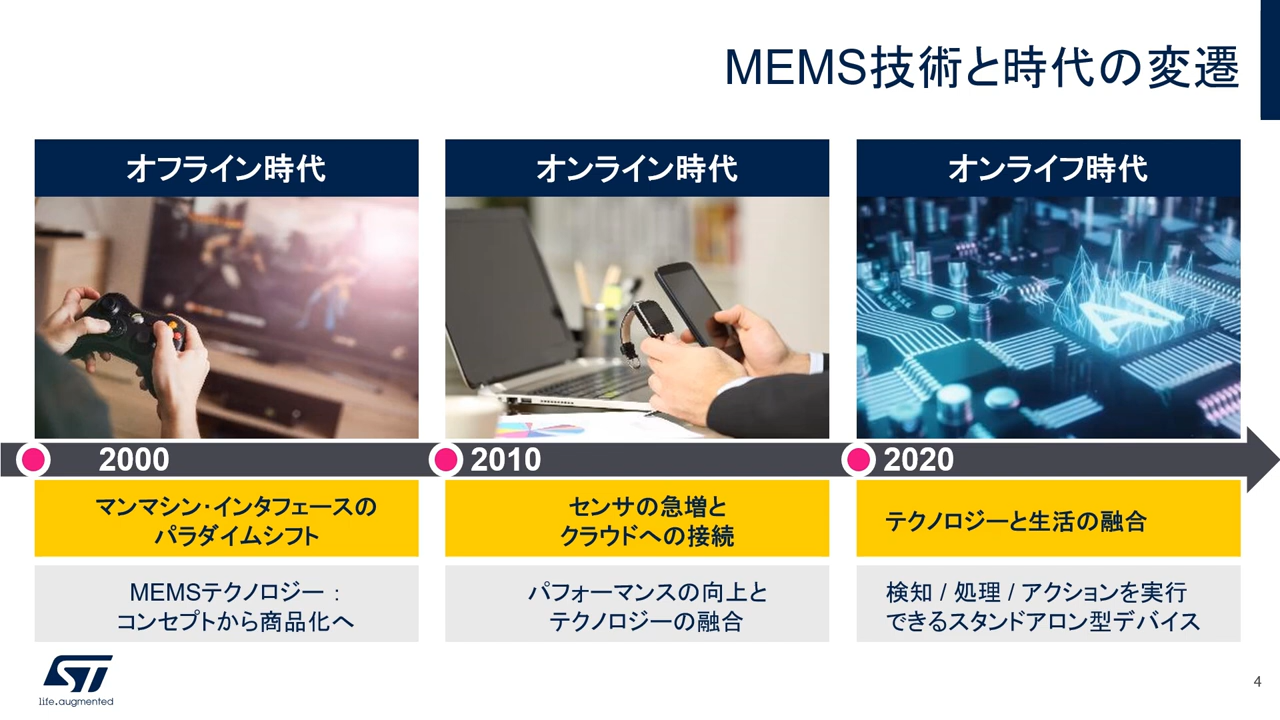 MEMS技術と時代の変遷
オフライン時代
オンライン時代
オンライフ時代
AI
2000
2010
2020
マンマシン･インタフェースの
パラダイムシフト
センサの急増と
クラウドへの接続
テクノロジーと生活の融合
MEMSテクノロジー：
コンセプトから商品化へ
パフォーマンスの向上と
テクノロジーの融合
検知 / 処理 / アクションを実行
できるスタンドアロン型デバイス
ST
life.augmented
4